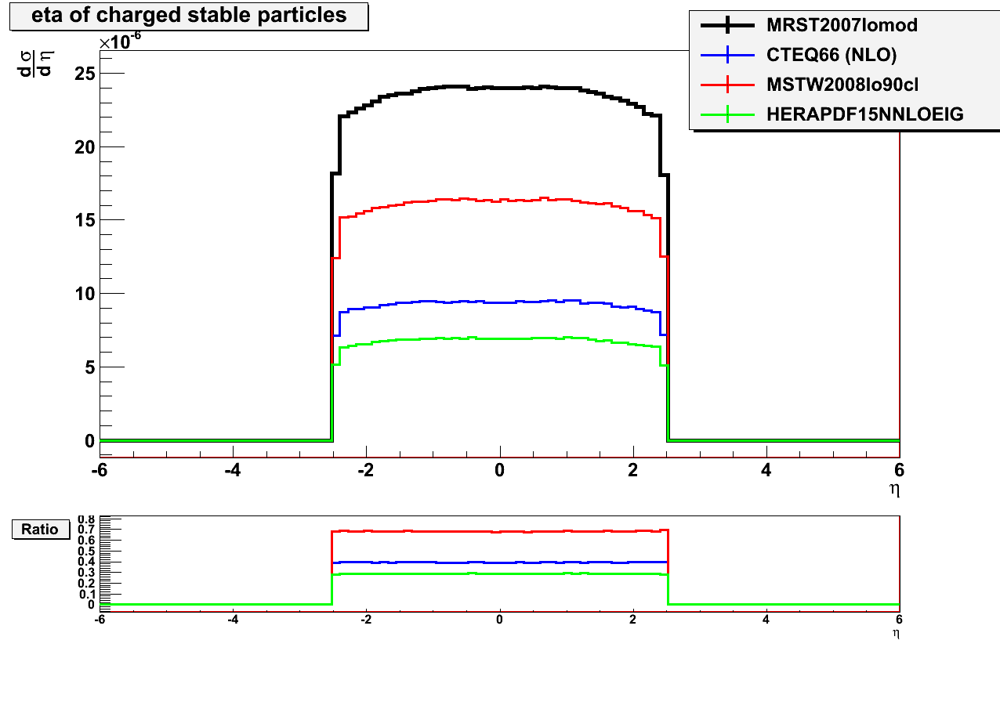 eta of charged stable particles
×10⁻⁶
d σ
d η
MRST2007lomod
CTEQ66 (NLO)
MSTW2008lo90cl
HERAPDF15NNLOEIG
25
20
15
10
5
0
-6 -4 -2 0 2 4 6
η
Ratio
0.8
0.7
0.6
0.5
0.4
0.3
0.2
0.1
0
-6 -4 -2 0 2 4 6
η